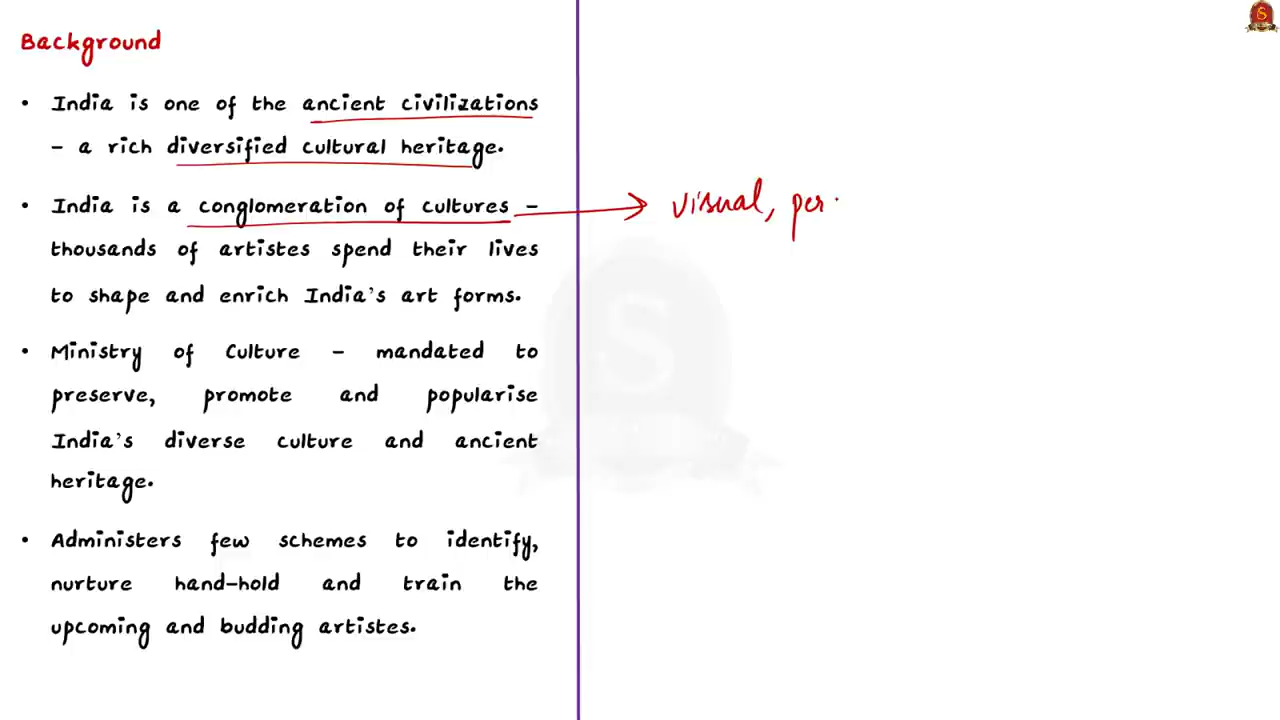 Background
• India is one of the ancient civilizations
– a rich diversified cultural heritage.
• India is a conglomeration of cultures –
thousands of artistes spend their lives
to shape and enrich India's art forms.
• Ministry of Culture – mandated to
preserve, promote and popularise
India's diverse culture and ancient
heritage.
• Administers few schemes to identify,
nurture hand-hold and train the
upcoming and budding artistes.
visual, per
S
S